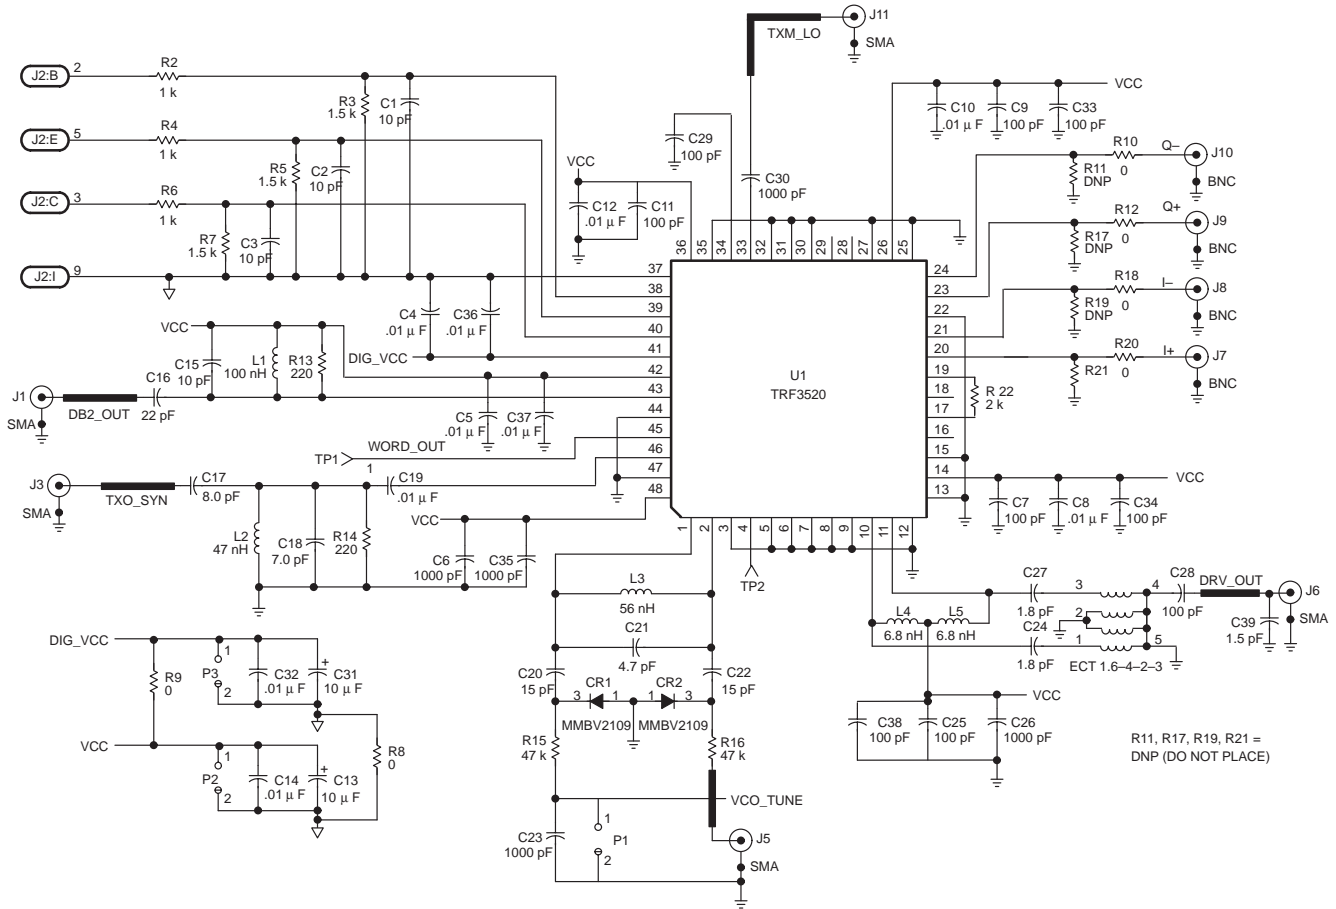 J11
TXM_LO
SMA
J2:B 2
R2
1 k
R3
1.5 k
C1
10 pF
VCC
C10
.01 µ F
C9
100 pF
C33
100 pF
J2:E 5
R4
1 k
R5
1.5 k
C2
10 pF
C29
100 pF
R10
0
Q–
J10
BNC
R11
DNP
VCC
C30
1000 pF
J2:C 3
R6
1 k
R7
1.5 k
C3
10 pF
C12
.01 µ F
C11
100 pF
R12
0
Q+
J9
BNC
R17
DNP
36 35 34 33 32 31 30 29 28 27 26 25
J2:I 9
R18
0
I–
J8
BNC
R19
DNP
37
38
39
40
41
42
43
44
45
46
47
48
24
23
22
21
20
19
18
17
16
15
14
13
U1
TRF3520
C4
.01 µ F
C36
.01 µ F
DIG_VCC
R20
0
I+
J7
BNC
R21
R 22
2 k
VCC
C15
10 pF
L1
100 nH
R13
220
J1
SMA
DB2_OUT
C16
22 pF
C5
.01 µ F
C37
.01 µ F
WORD_OUT
TP1
J3
SMA
TXO_SYN
C17
8.0 pF
1
C19
.01 µ F
L2
47 nH
C18
7.0 pF
R14
220
VCC
C6
1000 pF
C35
1000 pF
VCC
C7
100 pF
C8
.01 µ F
C34
100 pF
1 2 3 4 5 6 7 8 9 10 11 12
TP2
L3
56 nH
C21
4.7 pF
C20
15 pF
C22
15 pF
3 CR1 1
1 CR2 3
MMBV2109 MMBV2109
R15
47 k
R16
47 k
VCO_TUNE
C23
1000 pF
1
P1
2
J5
SMA
L4
6.8 nH
L5
6.8 nH
C27
1.8 pF
C24
1.8 pF
3
2
1
4
5
ECT 1.6–4–2–3
C28
100 pF
DRV_OUT
J6
SMA
C39
1.5 pF
VCC
C38
100 pF
C25
100 pF
C26
1000 pF
R11, R17, R19, R21 =
DNP (DO NOT PLACE)
DIG_VCC
R9
0
1
P3
2
C32
.01 µ F
+
C31
10 µ F
VCC
1
P2
2
C14
.01 µ F
+
C13
10 µ F
R8
0